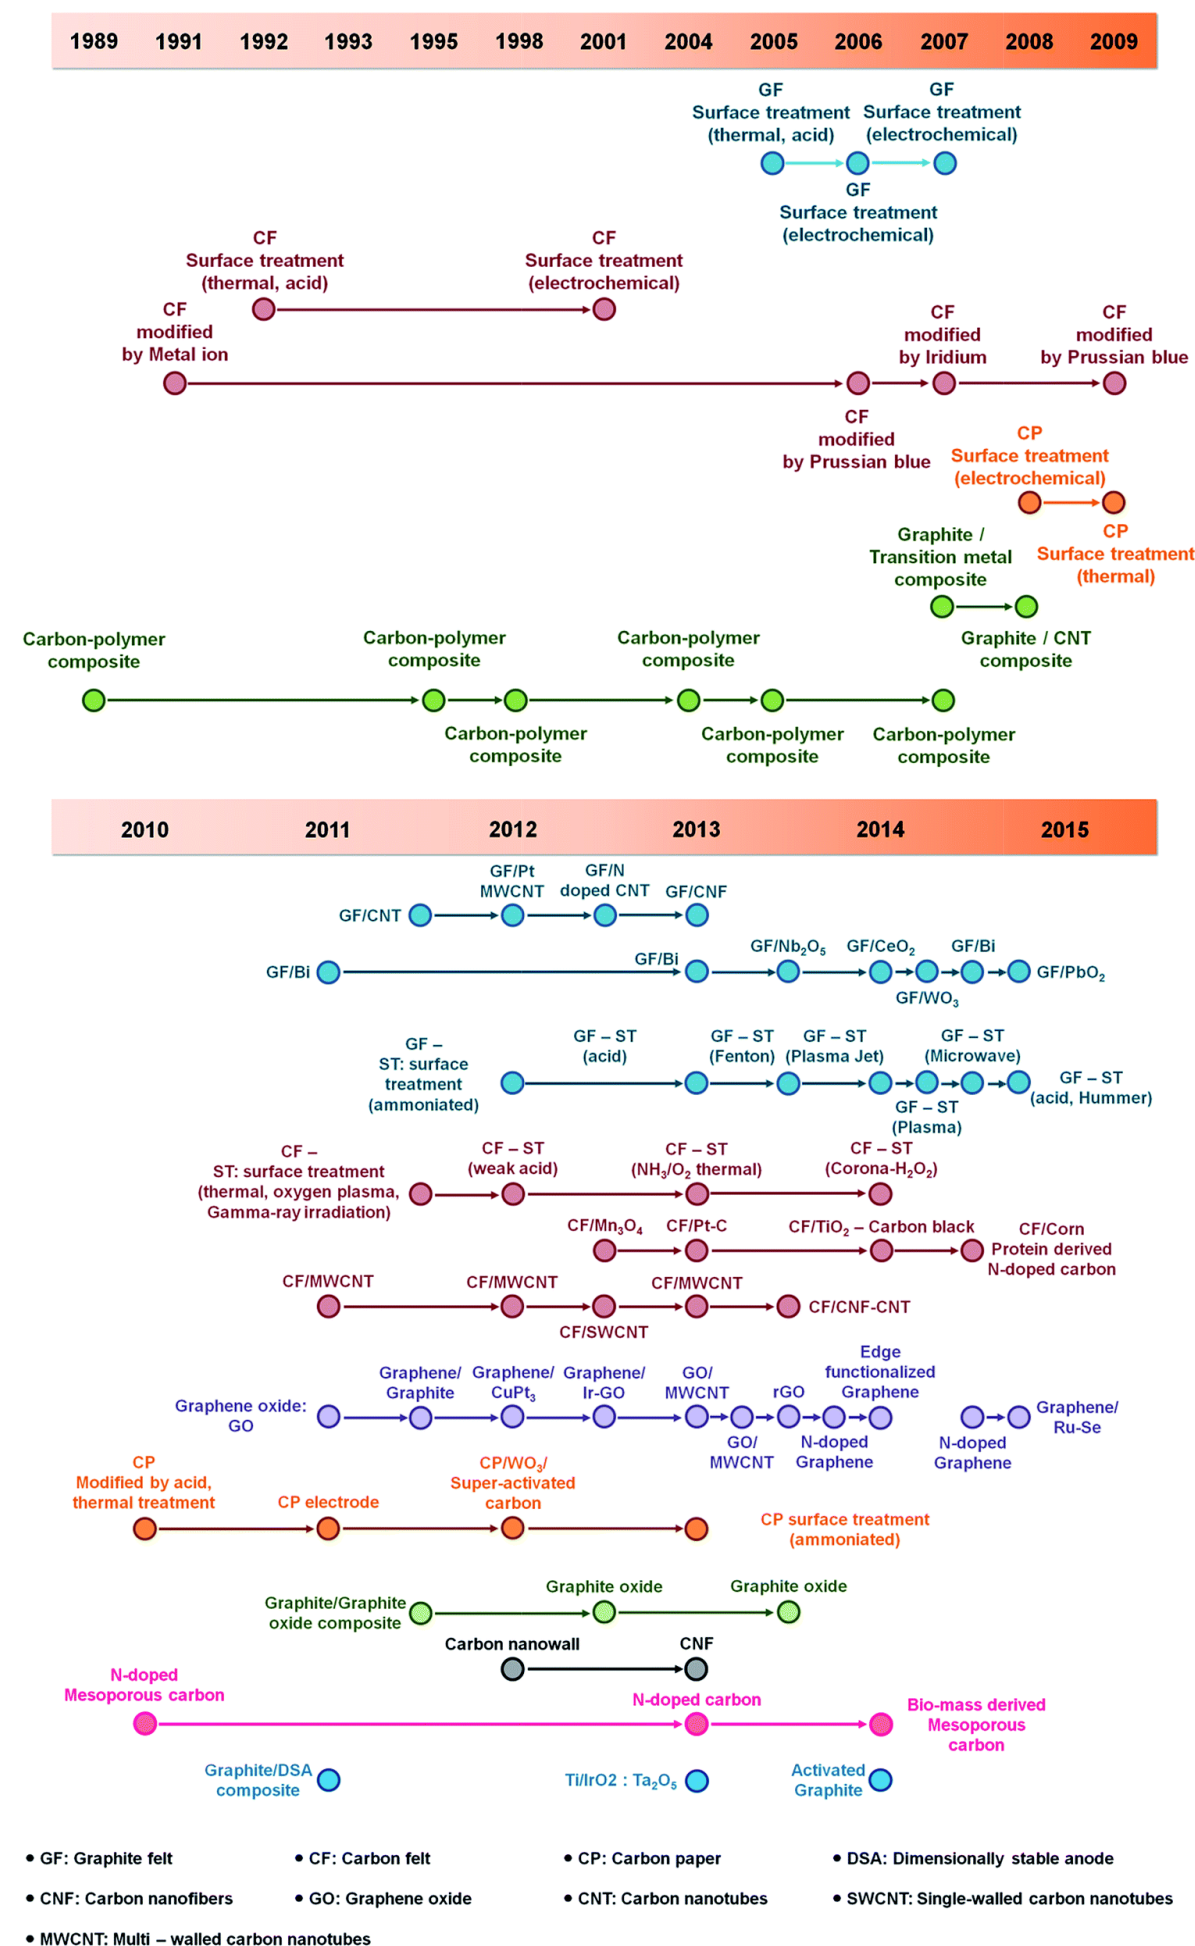 1989 1991 1992 1993 1995 1998 2001 2004 2005 2006 2007 2008 2009
GF
Surface treatment
(thermal, acid)
GF
Surface treatment
(electrochemical)
GF
Surface treatment
(electrochemical)
CF
Surface treatment
(thermal, acid)
CF
Surface treatment
(electrochemical)
CF
modified
by Metal ion
CF
modified
by Iridium
CF
modified
by Prussian blue
CF
modified
by Prussian blue
CP
Surface treatment
(electrochemical)
CP
Surface treatment
(thermal)
Graphite /
Transition metal
composite
Graphite / CNT
composite
Carbon-polymer
composite
Carbon-polymer
composite
Carbon-polymer
composite
Carbon-polymer
composite
Carbon-polymer
composite
Carbon-polymer
composite
2010 2011 2012 2013 2014 2015
GF/CNT
GF/Pt
MWCNT
GF/N
doped CNT
GF/CNF
GF/Bi
GF/Bi
GF/Nb₂O₅
GF/CeO₂
GF/WO₃
GF/Bi
GF/PbO₂
GF –
ST: surface
treatment
(ammoniated)
GF – ST
(acid)
GF – ST
(Fenton)
GF – ST
(Plasma Jet)
GF – ST
(Plasma)
GF – ST
(Microwave)
GF – ST
(acid, Hummer)
CF –
ST: surface treatment
(thermal, oxygen plasma,
Gamma-ray irradiation)
CF – ST
(weak acid)
CF – ST
(NH₃/O₂ thermal)
CF – ST
(Corona-H₂O₂)
CF/Mn₃O₄
CF/Pt-C
CF/TiO₂ – Carbon black
CF/Corn
Protein derived
N-doped carbon
CF/MWCNT
CF/MWCNT
CF/SWCNT
CF/MWCNT
CF/CNF-CNT
Graphene oxide:
GO
Graphene/
Graphite
Graphene/
CuPt₃
Graphene/
Ir-GO
GO/
MWCNT
GO/
MWCNT
rGO
N-doped
Graphene
Edge
functionalized
Graphene
N-doped
Graphene
Graphene/
Ru-Se
CP
Modified by acid,
thermal treatment
CP electrode
CP/WO₃/
Super-activated
carbon
CP surface treatment
(ammoniated)
Graphite/Graphite
oxide composite
Graphite oxide
Graphite oxide
Carbon nanowall
CNF
N-doped
Mesoporous carbon
N-doped carbon
Bio-mass derived
Mesoporous
carbon
Graphite/DSA
composite
Ti/IrO2 : Ta₂O₅
Activated
Graphite
• GF: Graphite felt • CF: Carbon felt • CP: Carbon paper • DSA: Dimensionally stable anode
• CNF: Carbon nanofibers • GO: Graphene oxide • CNT: Carbon nanotubes • SWCNT: Single-walled carbon nanotubes
• MWCNT: Multi – walled carbon nanotubes